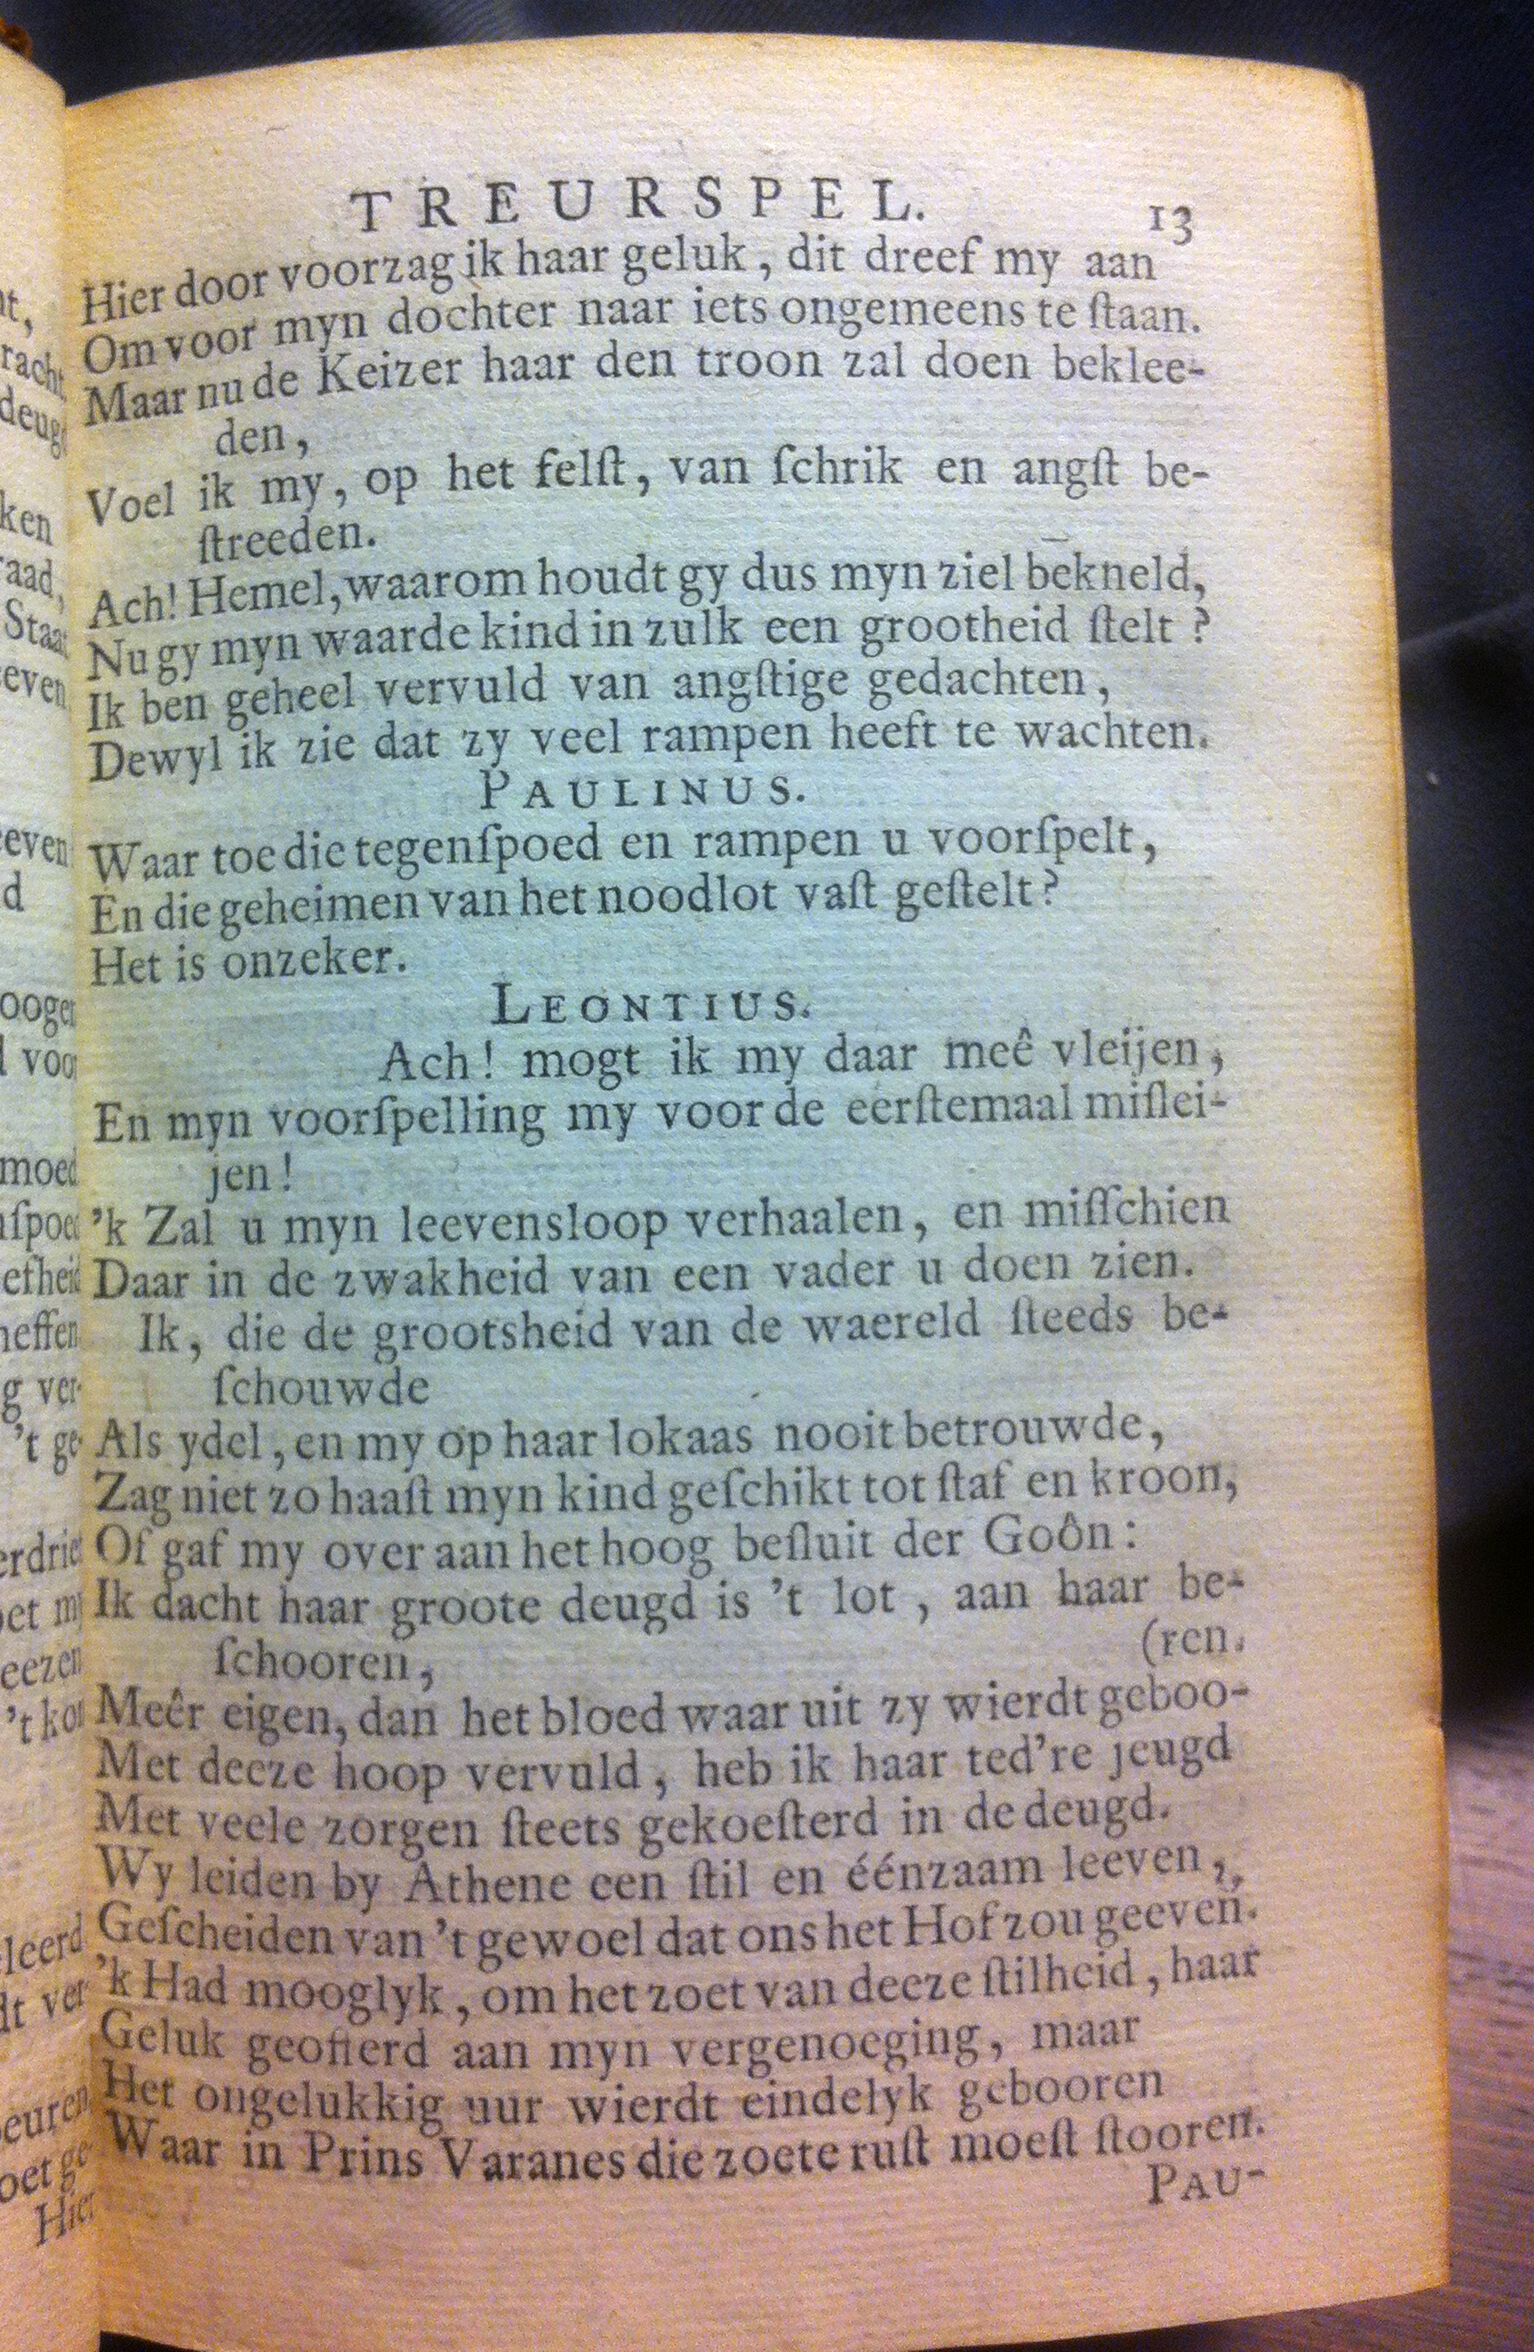 TREURSPEL. 13
Hier door voorzag ik haar geluk, dit dreef my aan
Om voor myn dochter naar iets ongemeens te ſtaan.
Maar nu de Keizer haar den troon zal doen beklee-
den,
Voel ik my, op het felſt, van ſchrik en angſt be-
ſtreeden.
Ach! Hemel, waarom houdt gy dus myn ziel bekneld,
Nu gy myn waarde kind in zulk een grootheid ſtelt?
Ik ben geheel vervuld van angſtige gedachten,
Dewyl ik zie dat zy veel rampen heeft te wachten.
PAULINUS.
Waar toe die tegenſpoed en rampen u voorſpelt,
En die geheimen van het noodlot vaſt geſtelt?
Het is onzeker.
LEONTIUS.
Ach! mogt ik my daar meê vleijen,
En myn voorſpelling my voor de eerſtemaal miſlei-
jen!
’k Zal u myn leevensloop verhaalen, en miſſchien
Daar in de zwakheid van een vader u doen zien.
Ik, die de grootsheid van de waereld ſteeds be-
ſchouwde
Als ydel, en my op haar lokaas nooit betrouwde,
Zag niet zo haaſt myn kind geſchikt tot ſtaf en kroon,
Of gaf my over aan het hoog beſluit der Goôn:
Ik dacht haar groote deugd is ’t lot, aan haar be-
ſchooren, (ren.
Meêr eigen, dan het bloed waar uit zy wierdt geboo-
Met deeze hoop vervuld, heb ik haar ted’re jeugd
Met veele zorgen ſteets gekoeſterd in de deugd.
Wy leiden by Athene een ſtil en éénzaam leeven,
Geſcheiden van ’t gewoel dat ons het Hof zou geeven.
’k Had mooglyk, om het zoet van deeze ſtilheid, haar
Geluk geofferd aan myn vergenoeging, maar
Het ongelukkig uur wierdt eindelyk gebooren
Waar in Prins Varanes die zoete ruſt moeſt ſtooren.
PAU-